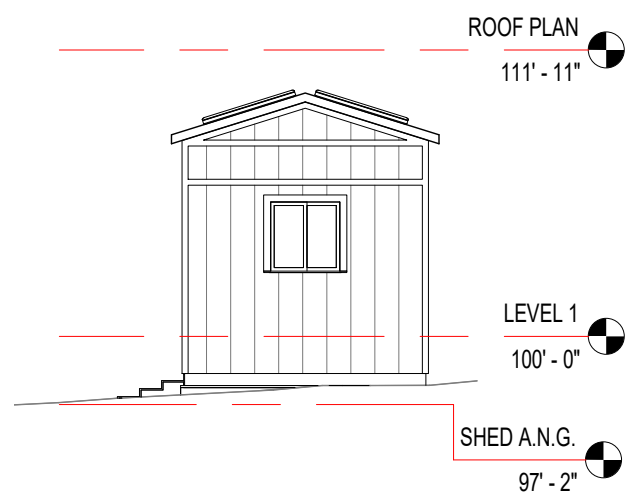 ROOF PLAN
111' - 11"
LEVEL 1
100' - 0"
SHED A.N.G.
97' - 2"